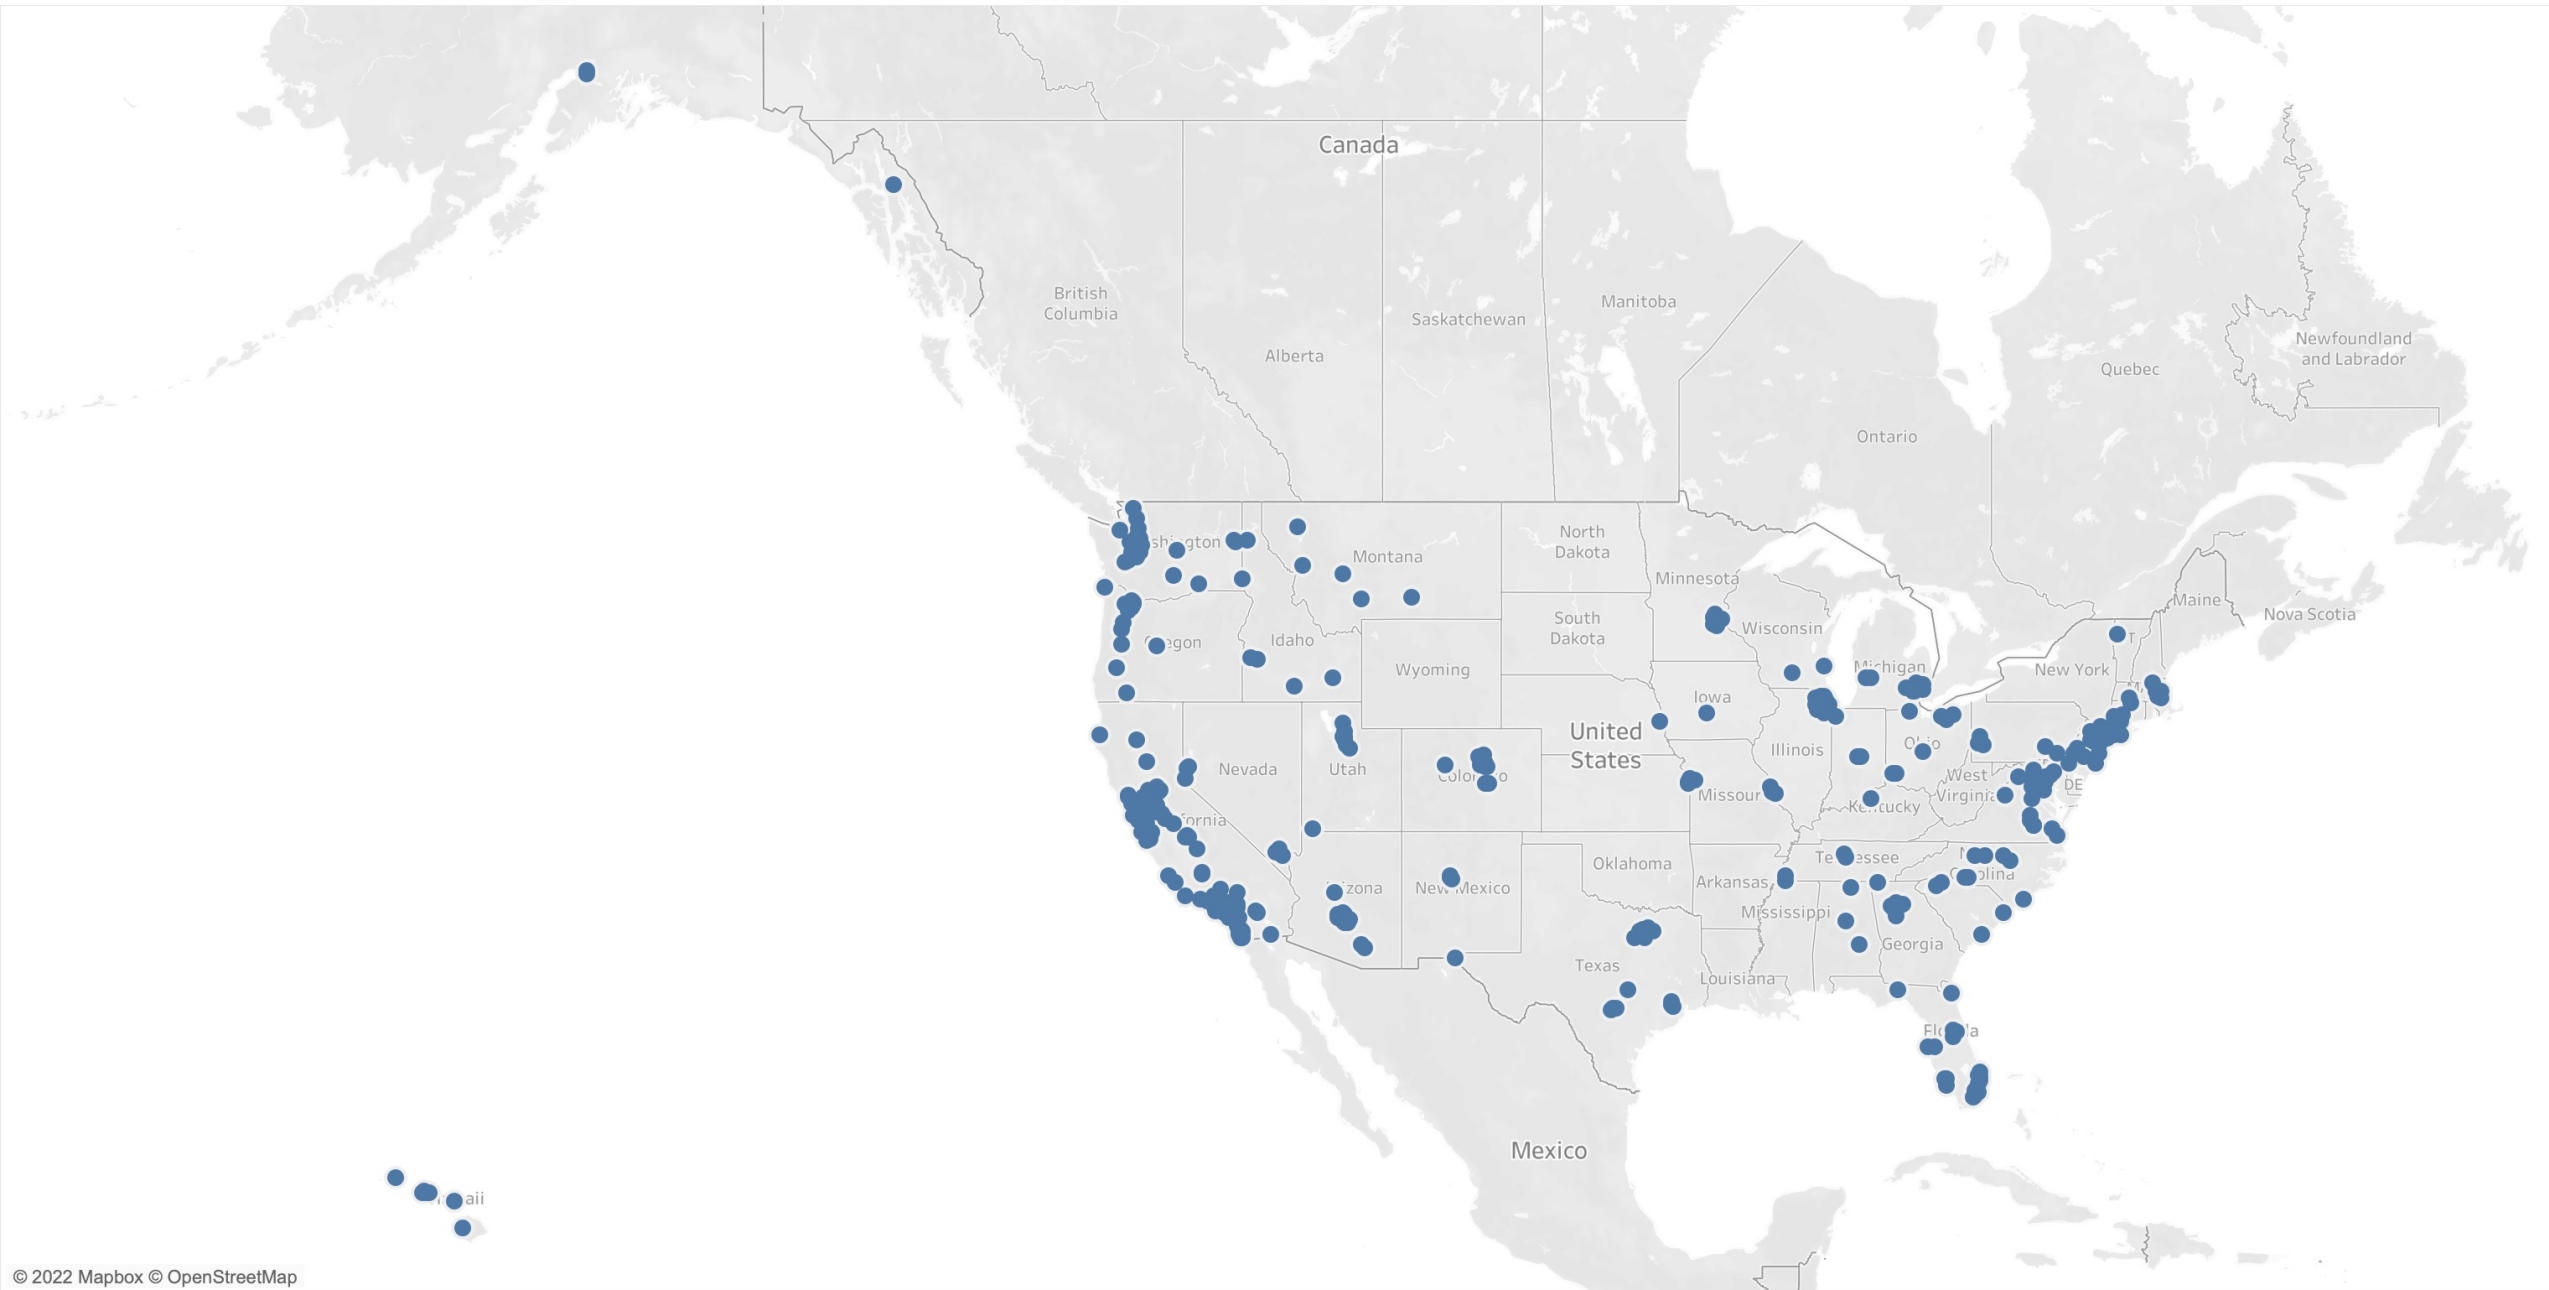 Canada
British
Columbia
Alberta
Saskatchewan
Manitoba
Ontario
Quebec
Newfoundland
and Labrador
Nova Scotia
Maine
North
Dakota
Montana
Minnesota
South
Dakota
Wisconsin
Michigan
New York
Idaho
Wyoming
Iowa
United
States
Illinois
Nevada
Utah
West
Virginia
DE
Missour
Kentucky
Oklahoma
Arkansas
New Mexico
Mississippi
Georgia
Texas
Louisiana
Mexico
© 2022 Mapbox © OpenStreetMap